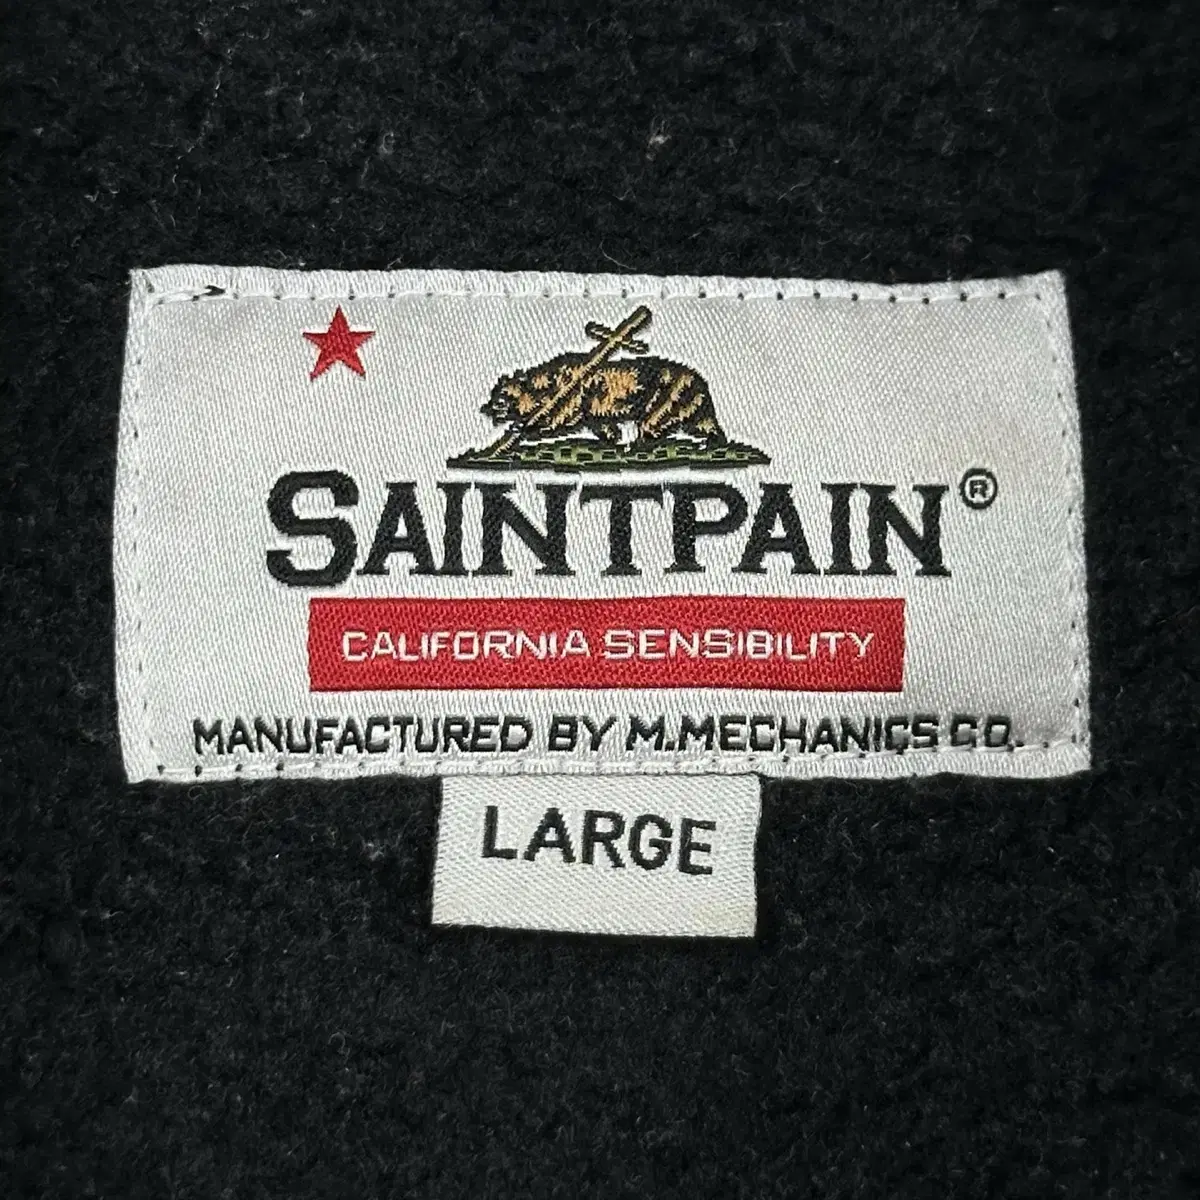 SAINTPAIN®
CALIFORNIA SENSIBILITY
MANUFACTURED BY M.MECHANICS CO.
LARGE